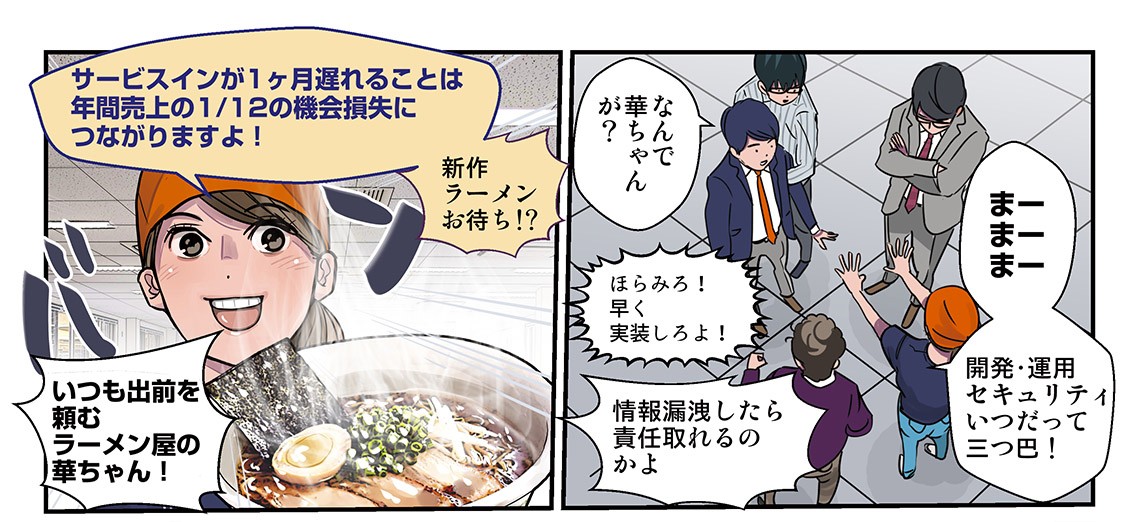 サービスインが1ヶ月遅れることは
年間売上の1/12の機会損失に
つながりますよ！
新作
ラーメン
お待ち!?
ドン
いつも出前を
頼む
ラーメン屋の
華ちゃん！
なんで
華ちゃん
が？
まーまーまー
ほらみろ！
早く
実装しろよ！
開発・運用
セキュリティ
いつだって
三つ巴！
情報漏洩したら
責任取れるの
かよ